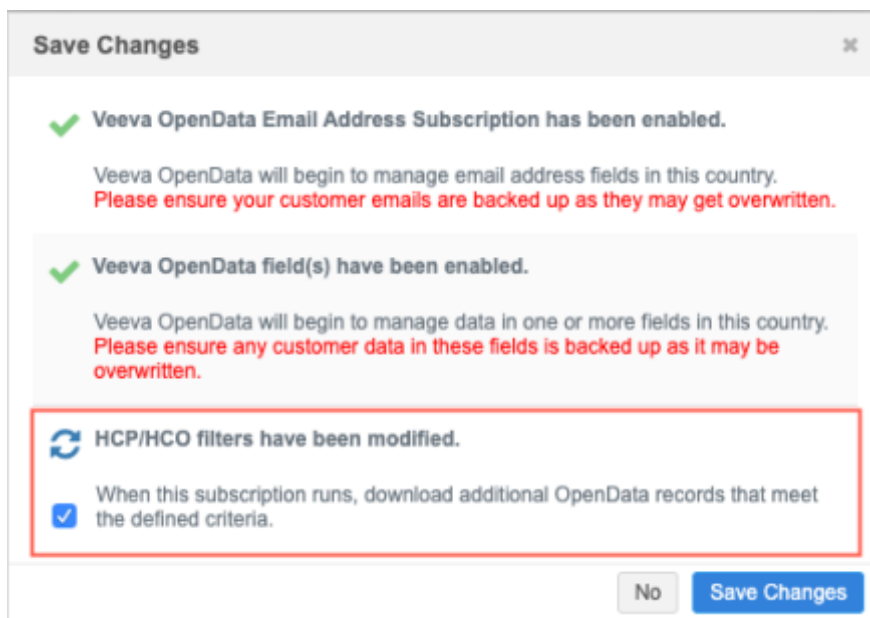 Save Changes
Veeva OpenData Email Address Subscription has been enabled.
Veeva OpenData will begin to manage email address fields in this country.
Please ensure your customer emails are backed up as they may get overwritten.
Veeva OpenData field(s) have been enabled.
Veeva OpenData will begin to manage data in one or more fields in this country.
Please ensure any customer data in these fields is backed up as it may be
overwritten.
HCP/HCO filters have been modified.
When this subscription runs, download additional OpenData records that meet
the defined criteria.
No
Save Changes